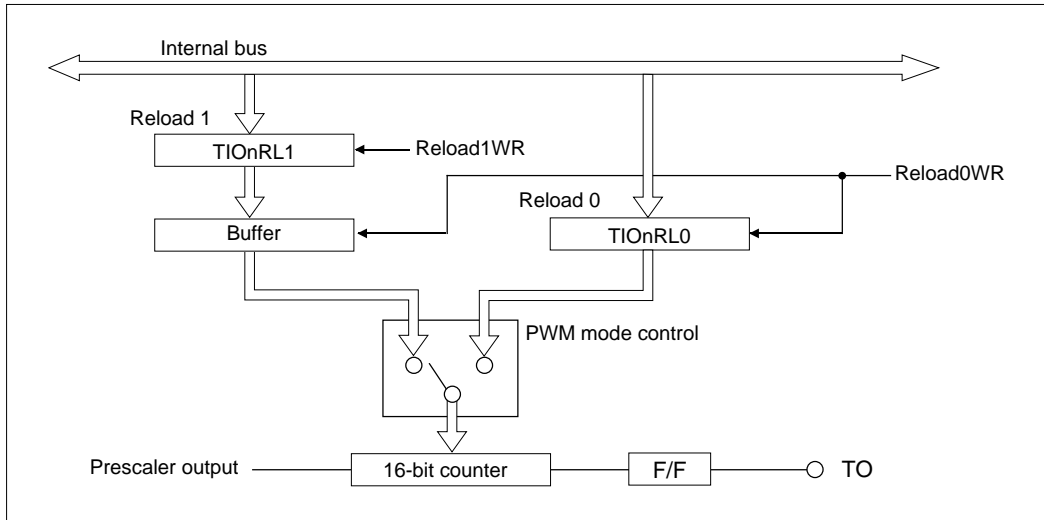 Internal bus
Reload 1
TIOnRL1
Reload1WR
Reload0WR
Reload 0
Buffer
TIOnRL0
PWM mode control
Prescaler output
16-bit counter
F/F
TO